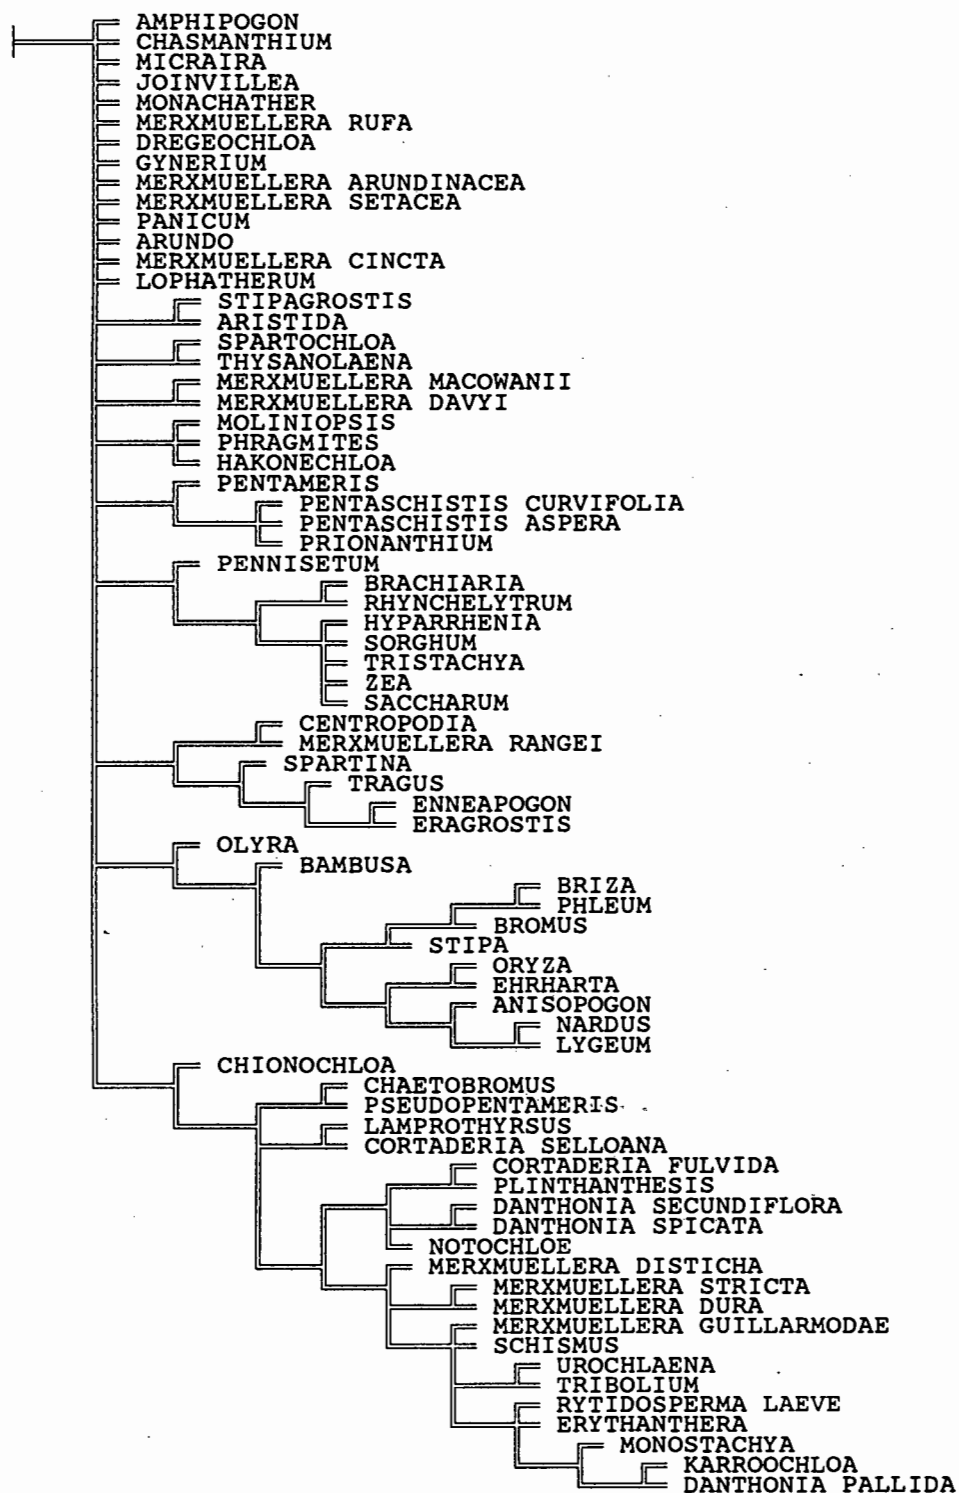 AMPHIPOGON
CHASMANTHIUM
MICRAIRA
JOINVILLEA
MONACHATHER
MERXMUELLERA RUFA
DREGEOCHLOA
GYNERIUM
MERXMUELLERA ARUNDINACEA
MERXMUELLERA SETACEA
PANICUM
ARUNDO
MERXMUELLERA CINCTA
LOPHATHERUM
STIPAGROSTIS
ARISTIDA
SPARTOCHLOA
THYSANOLAENA
MERXMUELLERA MACOWANII
MERXMUELLERA DAVYI
MOLINIOPSIS
PHRAGMITES
HAKONECHLOA
PENTAMERIS
PENTASCHISTIS CURVIFOLIA
PENTASCHISTIS ASPERA
PRIONANTHIUM
PENNISETUM
BRACHIARIA
RHYNCHELYTRUM
HYPARRHENIA
SORGHUM
TRISTACHYA
ZEA
SACCHARUM
CENTROPODIA
MERXMUELLERA RANGEI
SPARTINA
TRAGUS
ENNEAPOGON
ERAGROSTIS
OLYRA
BAMBUSA
BRIZA
PHLEUM
BROMUS
STIPA
ORYZA
EHRHARTA
ANISOPOGON
NARDUS
LYGEUM
CHIONOCHLOA
CHAETOBROMUS
PSEUDOPENTAMERIS
LAMPROTHYRSUS
CORTADERIA SELLOANA
CORTADERIA FULVIDA
PLINTHANTHESIS
DANTHONIA SECUNDIFLORA
DANTHONIA SPICATA
NOTOCHLOE
MERXMUELLERA DISTICHA
MERXMUELLERA STRICTA
MERXMUELLERA DURA
MERXMUELLERA GUILLARMODAE
SCHISMUS
UROCHLAENA
TRIBOLIUM
RYTIDOSPERMA LAEVE
ERYTHANTHERA
MONOSTACHYA
KARROOCHLOA
DANTHONIA PALLIDA